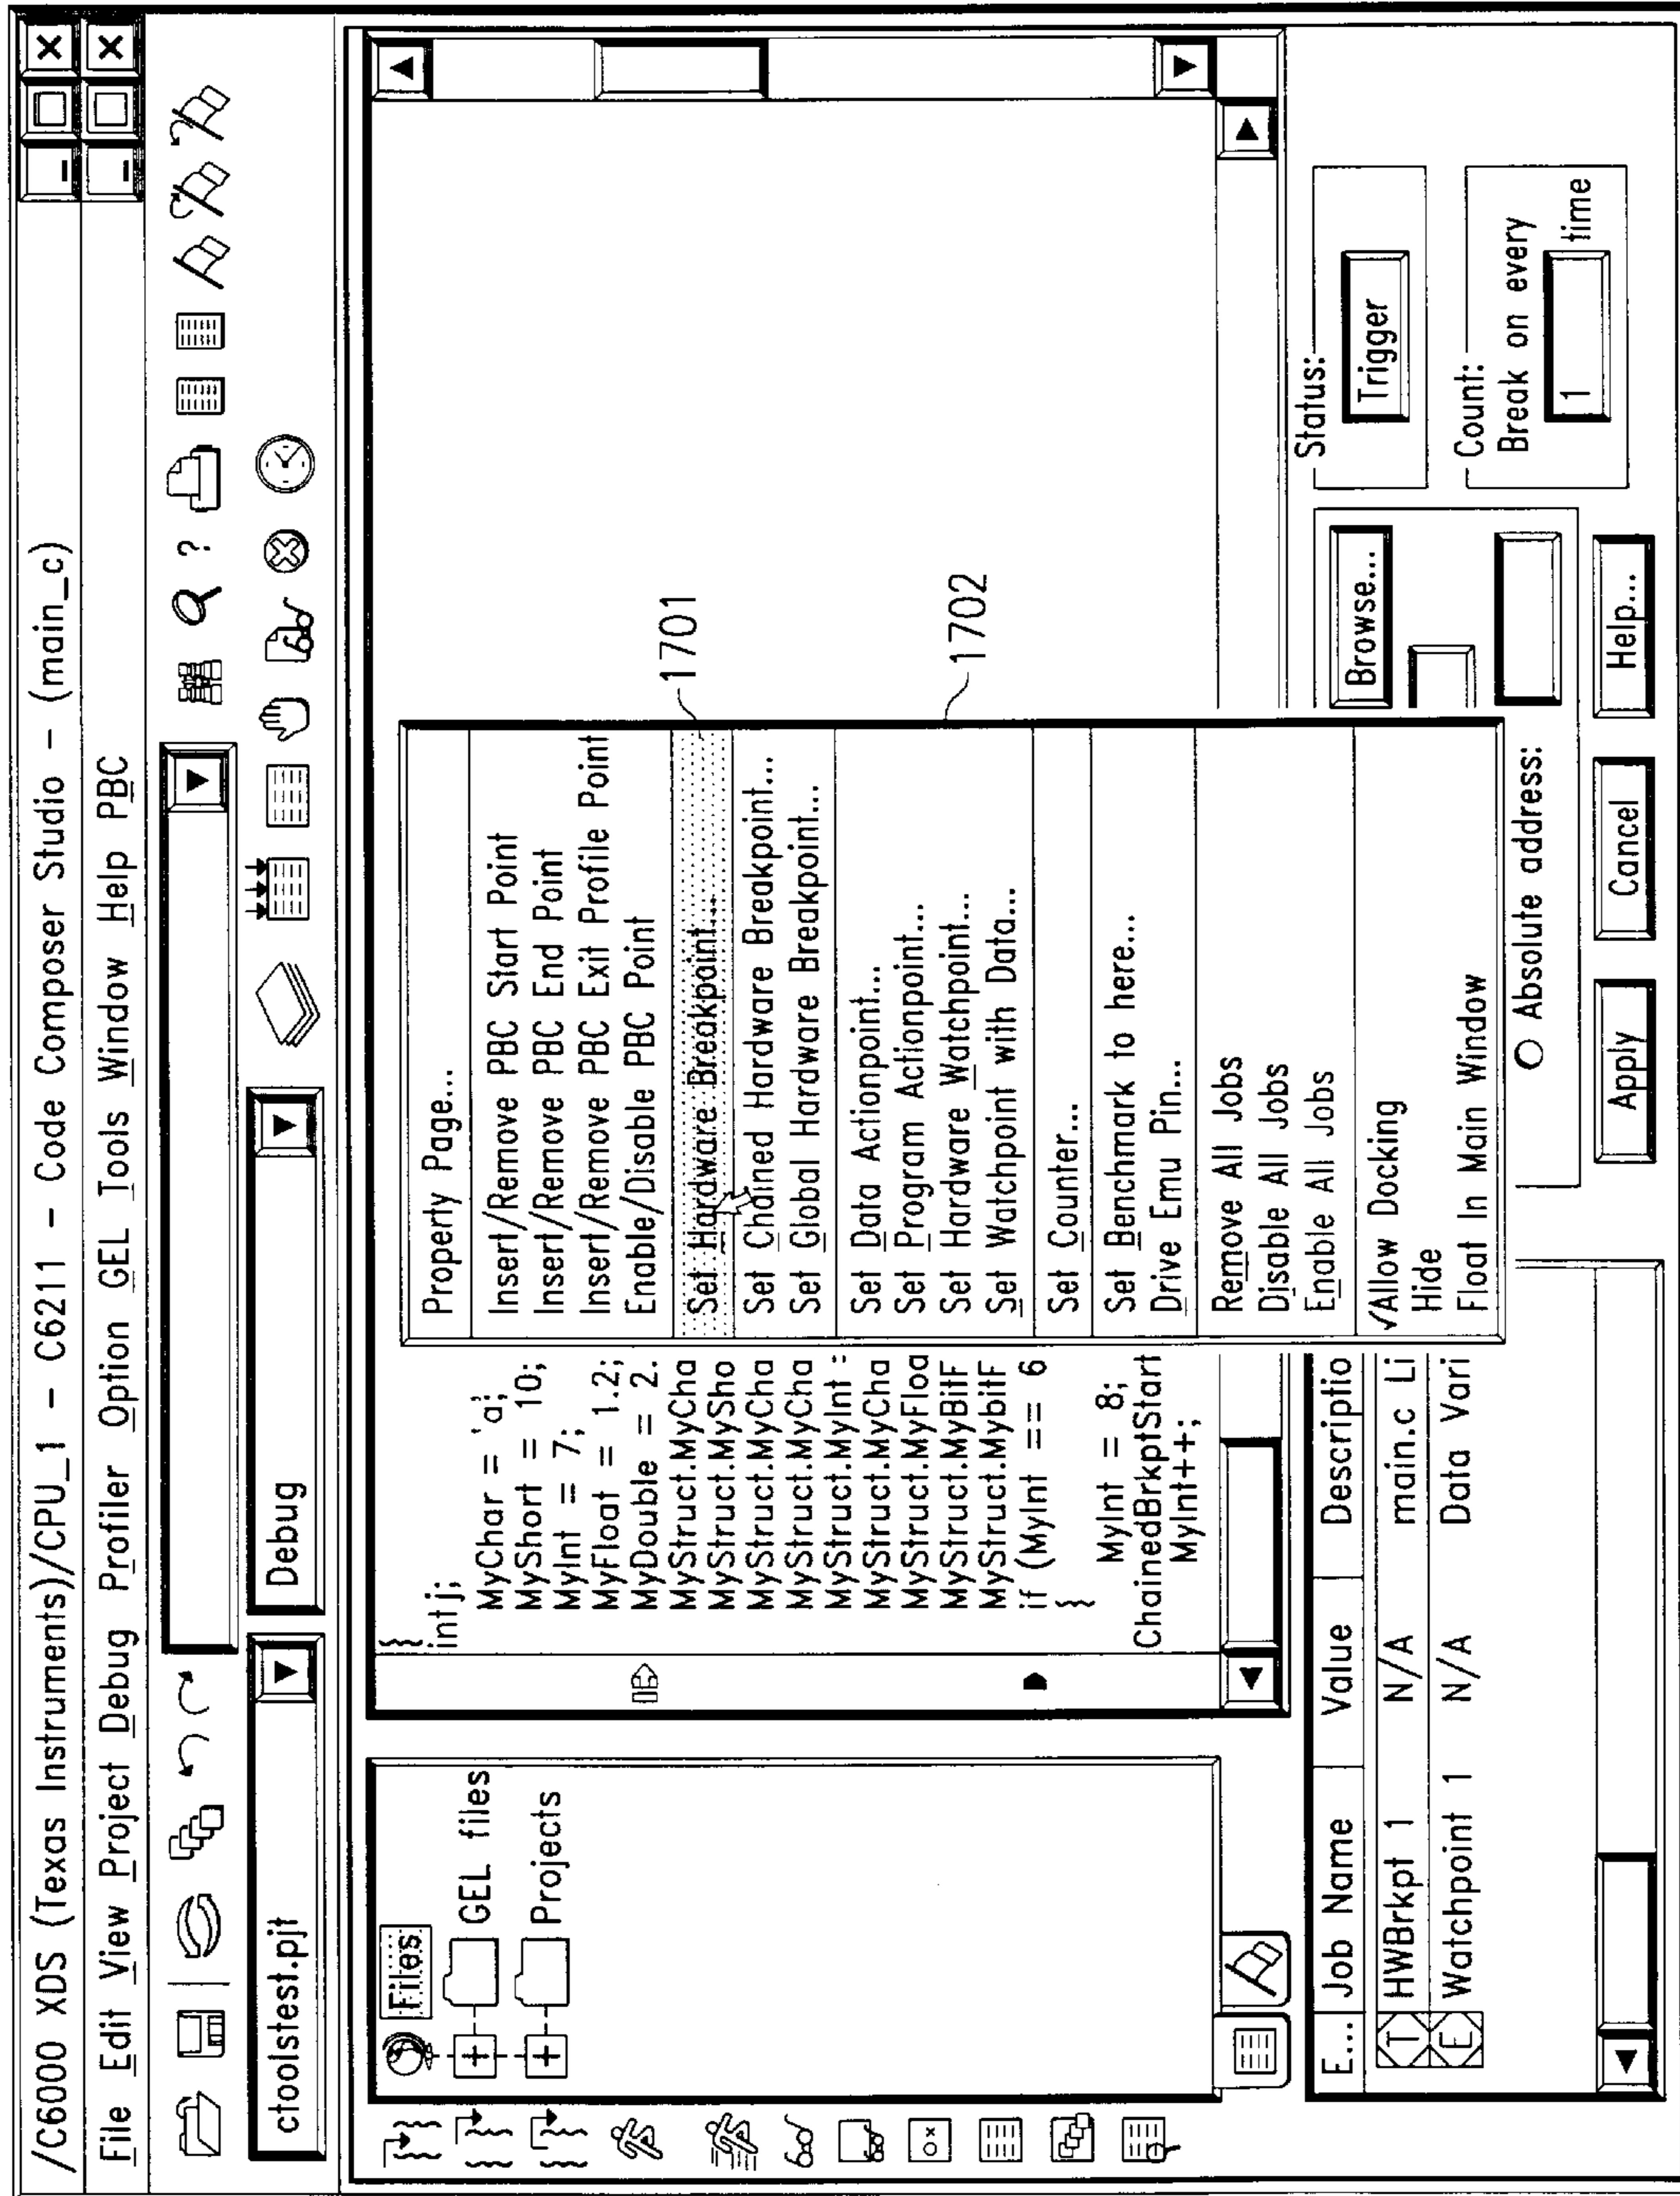 /C6000 XDS (Texas Instruments)/CPU_1 - C6211 - Code Composer Studio - (main_c)
File Edit View Project Debug Profiler Option GEL Tools Window Help PBC
ctoolstest.pjt
Debug
Files
GEL files
Projects
int j;
MyChar = 'a;
MyShort = 10;
MyInt = 7;
MyFloat = 1.2;
MyDouble = 2.
MyStruct.MyCha
MyStruct.MySho
MyStruct.MyCha
MyStruct.MyCha
MyStruct.MyInt =
MyStruct.MyCha
MyStruct.MyFloa
MyStruct.MyBitF
MyStruct.MybitF
if (MyInt == 6
MyInt = 8;
ChainedBrkptStart
MyInt++;
Property Page...
Insert/Remove PBC Start Point
Insert/Remove PBC End Point
Insert/Remove PBC Exit Profile Point
Enable/Disable PBC Point
Set Hardware Breakpoint...
Set Chained Hardware Breakpoint...
Set Global Hardware Breakpoint...
Set Data Actionpoint...
Set Program Actionpoint...
Set Hardware Watchpoint...
Set Watchpoint with Data...
Set Counter...
Set Benchmark to here...
Drive Emu Pin...
Remove All Jobs
Disable All Jobs
Enable All Jobs
√Allow Docking
Hide
Float In Main Window
1701
1702
E... Job Name Value Descriptio
T HWBrkpt 1 N/A main.c Li
E Watchpoint 1 N/A Data Vari
Browse...
Absolute address:
Apply Cancel Help...
Status:
Trigger
Count:
Break on every
1 time